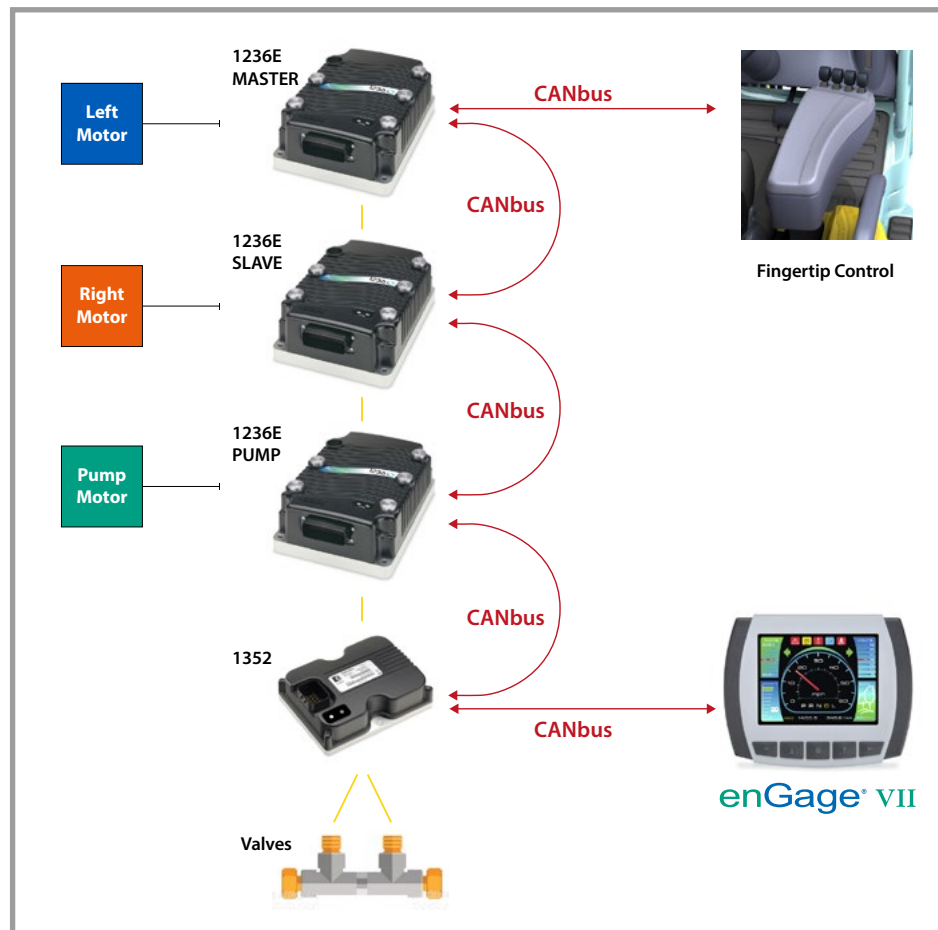 1236E
MASTER
Left
Motor
CANbus
CANbus
Fingertip Control
1236E
SLAVE
Right
Motor
CANbus
1236E
PUMP
Pump
Motor
CANbus
1352
CANbus
enGage® VII
Valves